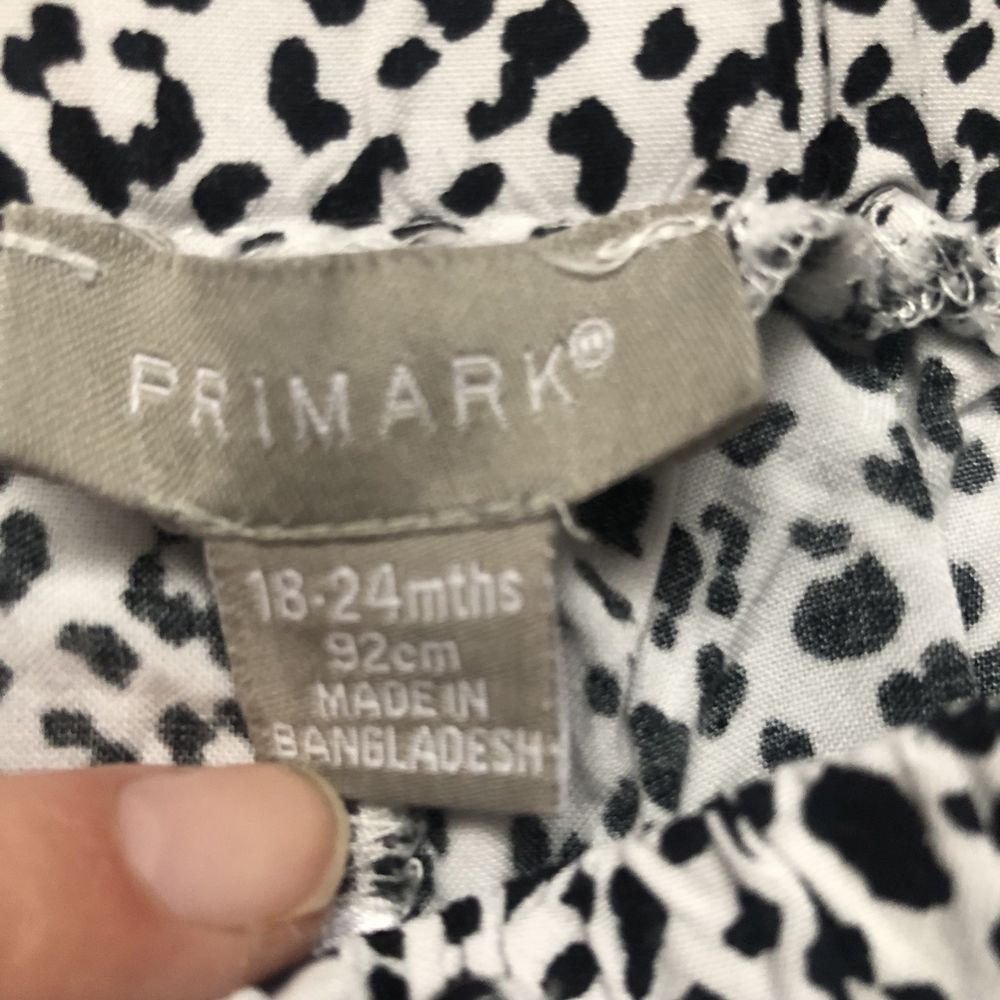 PRIMARK®
18-24mths
92cm
MADE IN
BANGLADESH